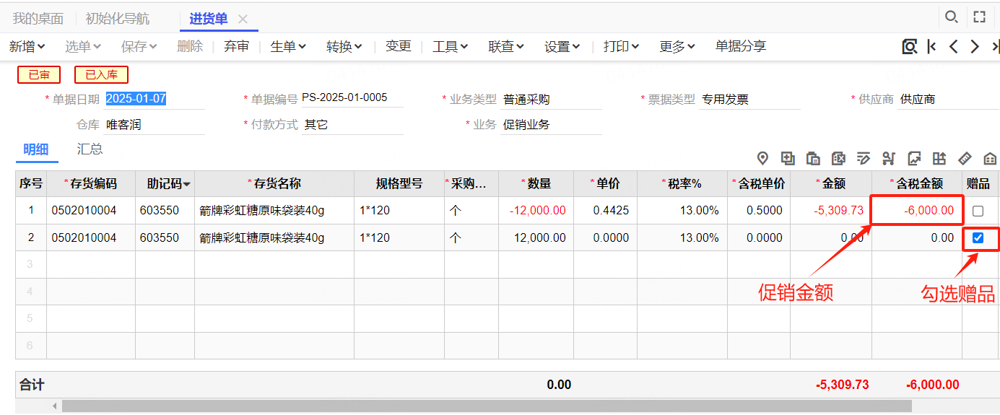 我的桌面 初始化导航 进货单
新增 选单 保存 删除 弃审 生单 转换 变更 工具 联查 设置 打印 更多 单据分享
已审 已入库
* 单据日期 2025-01-07 * 单据编号 PS-2025-01-0005 * 业务类型 普通采购 * 票据类型 专用发票 * 供应商 供应商
仓库 唯客润 * 付款方式 其它 * 业务 促销业务
明细 汇总
序号 *存货编码 助记码 *存货名称 规格型号 *采购... *数量 *单价 *税率% *含税单价 *金额 *含税金额 赠品
1 0502010004 603550 箭牌彩虹糖原味袋装40g 1*120 个 -12,000.00 0.4425 13.00% 0.5000 -5,309.73 -6,000.00
2 0502010004 603550 箭牌彩虹糖原味袋装40g 1*120 个 12,000.00 0.0000 13.00% 0.0000 0.00 0.00
3
4
促销金额 勾选赠品
5
6
合计 0.00 -5,309.73 -6,000.00